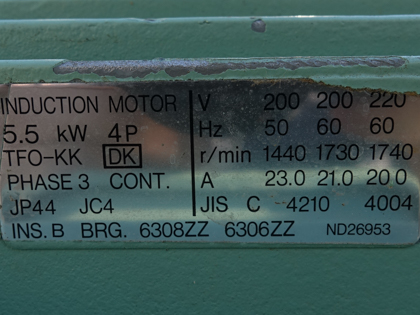 INDUCTION MOTOR V 200 200 220
5.5 kW 4P Hz 50 60 60
TFO-KK DK r/min 1440 1730 1740
PHASE 3 CONT. A 23.0 21.0 20.0
JP44 JC4 JIS C 4210 4004
INS. B BRG. 6308ZZ 6306ZZ ND26953